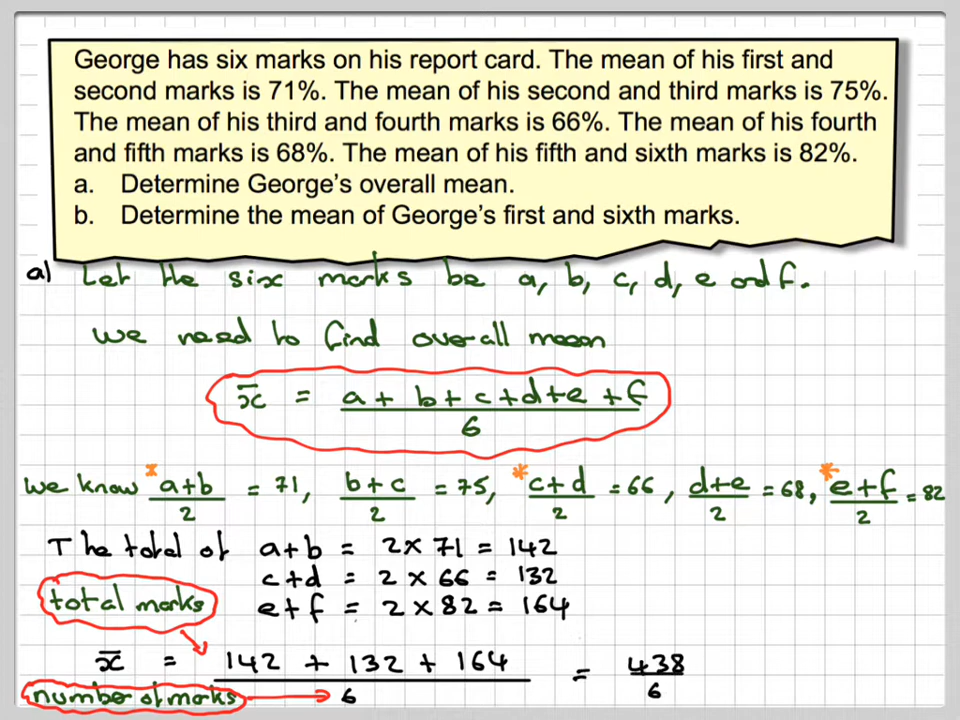 George has six marks on his report card. The mean of his first and
second marks is 71%. The mean of his second and third marks is 75%.
The mean of his third and fourth marks is 66%. The mean of his fourth
and fifth marks is 68%. The mean of his fifth and sixth marks is 82%.
a. Determine George's overall mean.
b. Determine the mean of George's first and sixth marks.
a) Let the six marks be a, b, c, d, e and f.
We need to find overall mean
x̄ = (a + b + c + d + e + f)/6
We know *(a+b)/2 = 71, (b+c)/2 = 75, *(c+d)/2 = 66, (d+e)/2 = 68, *(e+f)/2 = 82
The total of a+b = 2 × 71 = 142
c+d = 2 × 66 = 132
total marks e+f = 2 × 82 = 164
x̄ = (142 + 132 + 164)/6 = 438/6
number of marks